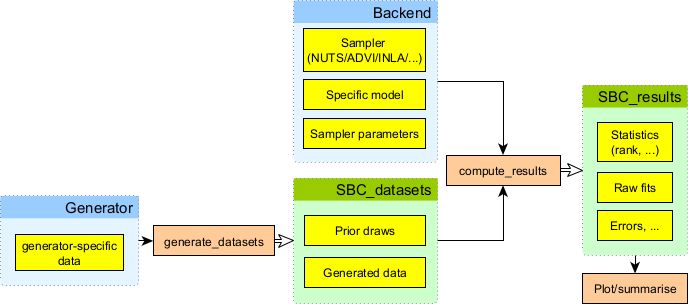 Backend
Sampler
(NUTS/ADVI/INLA/...)
Specific model
Sampler parameters
SBC_results
Statistics
(rank, ...)
Raw fits
Errors, ...
compute_results
SBC_datasets
Prior draws
Generated data
Generator
generator-specific
data
generate_datasets
Plot/summarise